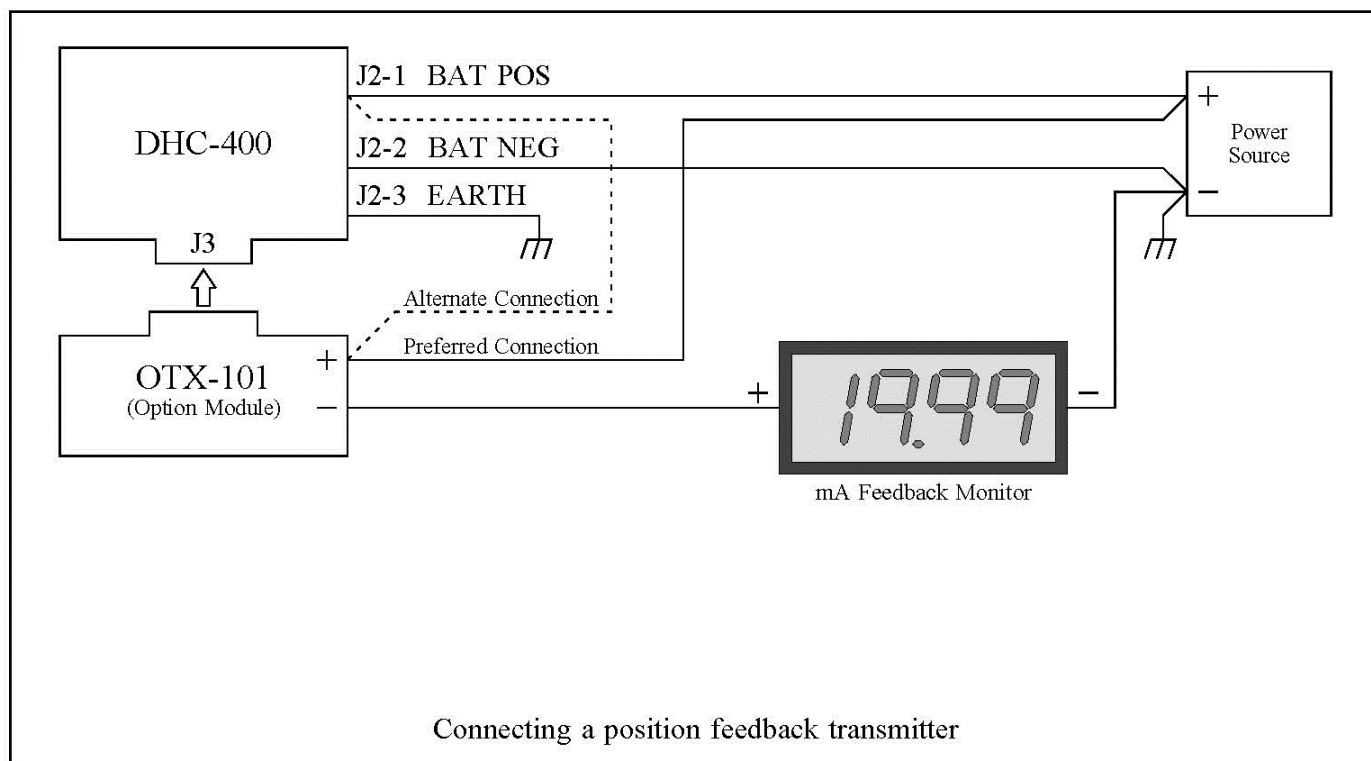 J2-1 BAT POS
+
Power
Source
DHC-400
J2-2 BAT NEG
−
J2-3 EARTH
J3
Alternate Connection
+
Preferred Connection
OTX-101
(Option Module)
−
+
19.99
−
mA Feedback Monitor
Connecting a position feedback transmitter